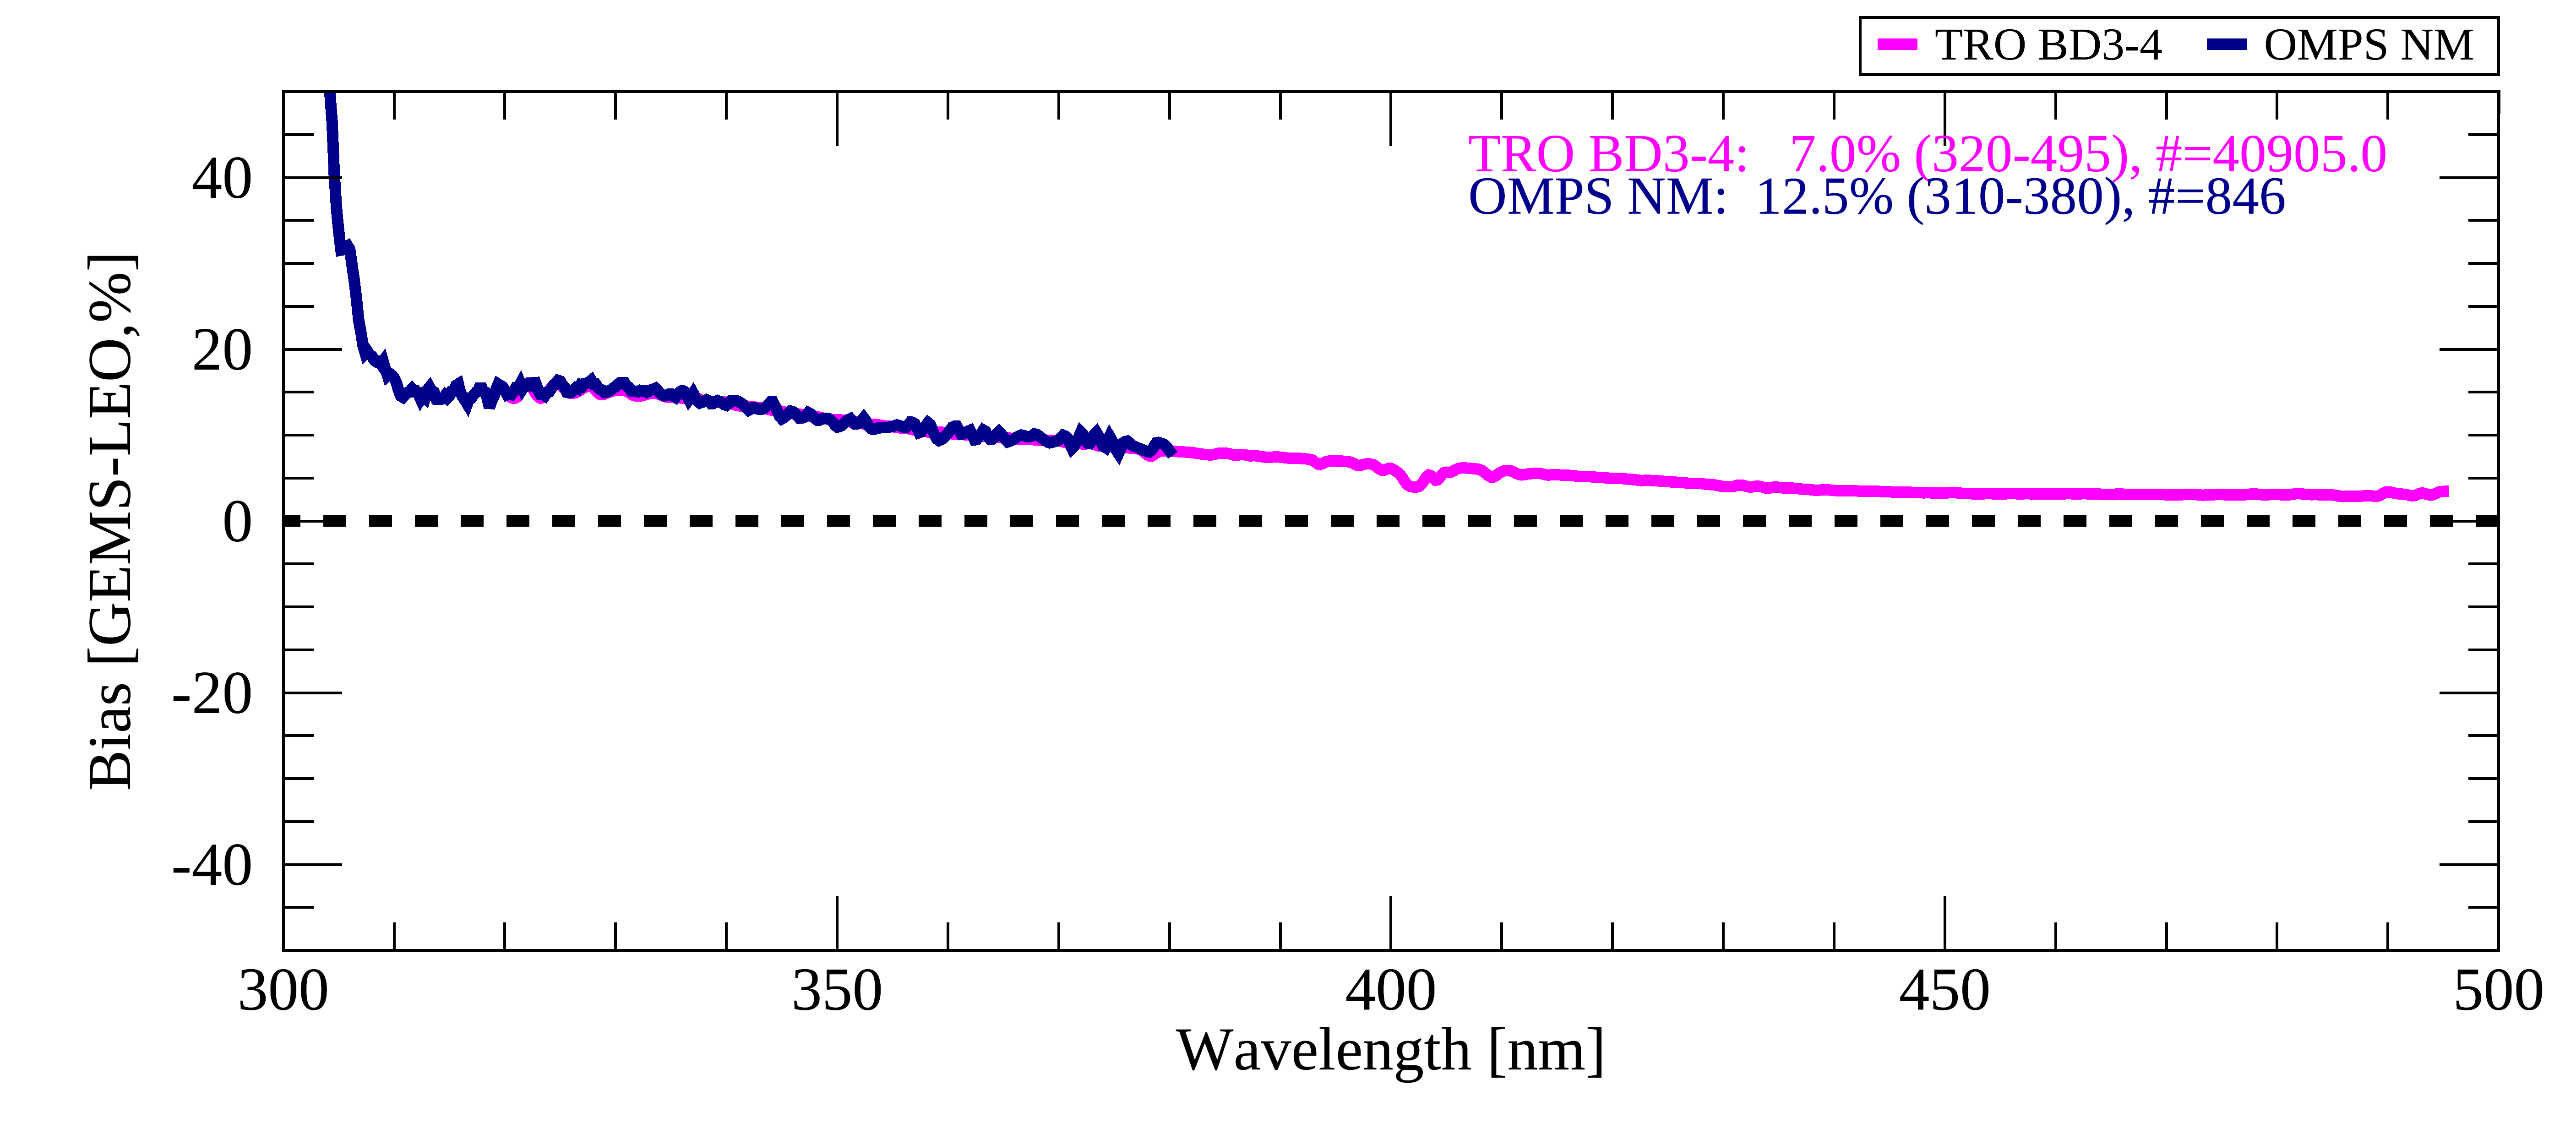 TRO BD3-4 OMPS NM
TRO BD3-4: 7.0% (320-495), #=40905.0
OMPS NM: 12.5% (310-380), #=846
40
20
0
-20
-40
Bias [GEMS-LEO,%]
300 350 400 450 500
Wavelength [nm]